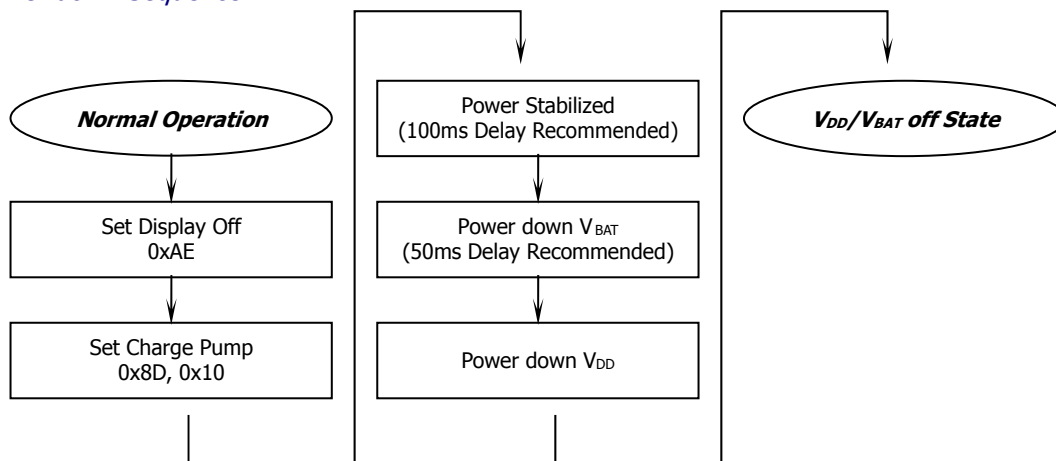 Sequence
Normal Operation
Set Display Off
0xAE
Set Charge Pump
0x8D, 0x10
Power Stabilized
(100ms Delay Recommended)
Power down VBAT
(50ms Delay Recommended)
Power down VDD
VDD/VBAT off State